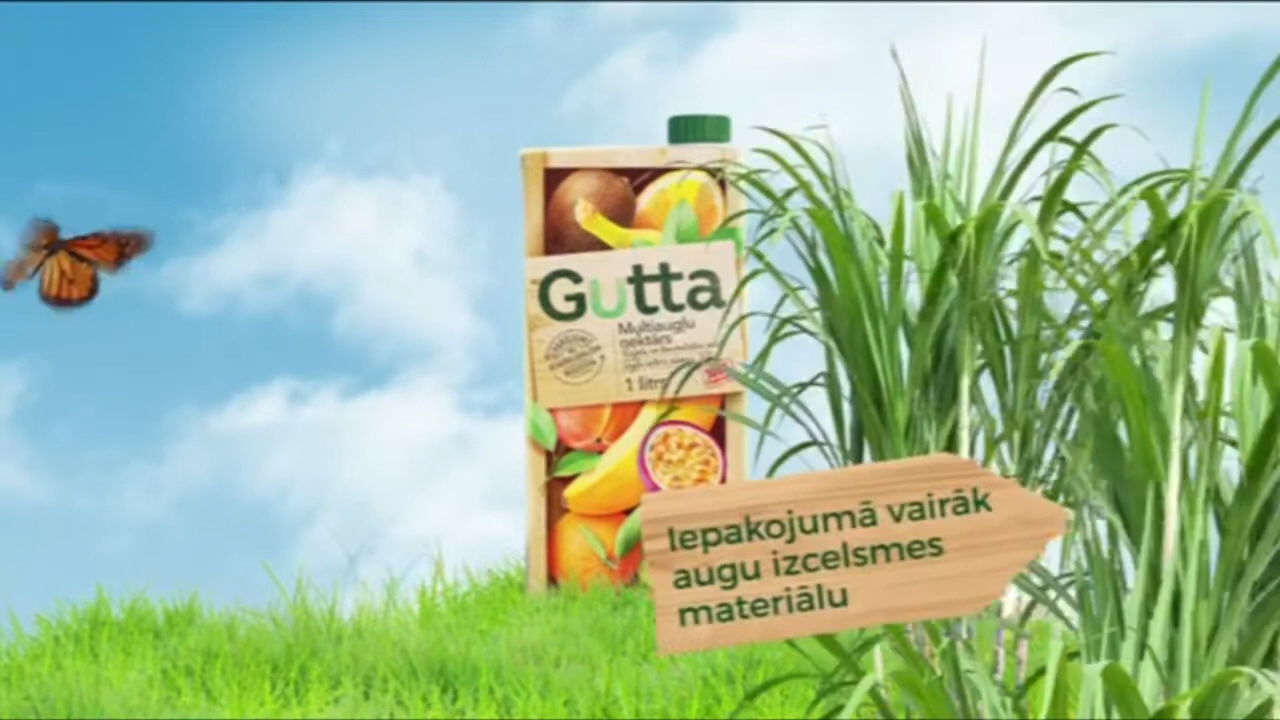 Gutta
Multiaugļu
nektārs
1 litrs
Iepakojumā vairāk
augu izcelsmes
materiālu